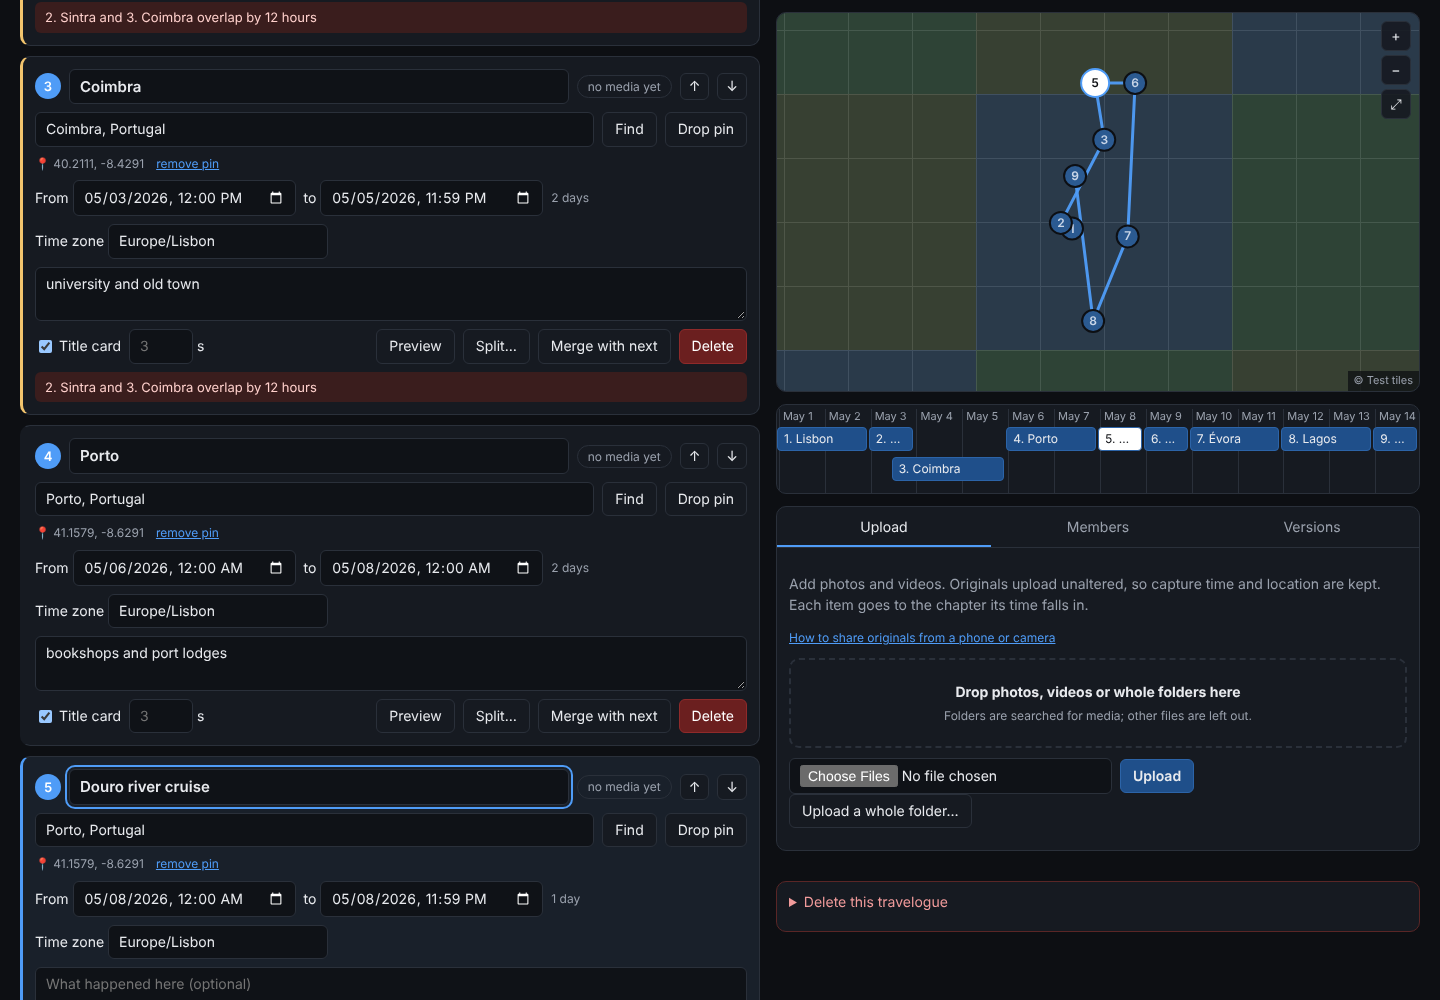 2. Sintra and 3. Coimbra overlap by 12 hours
3
Coimbra
no media yet
↑
↓
Coimbra, Portugal
Find
Drop pin
40.2111, -8.4291
remove pin
From 05/03/2026, 12:00 PM to 05/05/2026, 11:59 PM 2 days
Time zone Europe/Lisbon
university and old town
Title card 3 s
Preview
Split...
Merge with next
Delete
2. Sintra and 3. Coimbra overlap by 12 hours
4
Porto
no media yet
↑
↓
Porto, Portugal
Find
Drop pin
41.1579, -8.6291
remove pin
From 05/06/2026, 12:00 AM to 05/08/2026, 12:00 AM 2 days
Time zone Europe/Lisbon
bookshops and port lodges
Title card 3 s
Preview
Split...
Merge with next
Delete
5
Douro river cruise
no media yet
↑
↓
Porto, Portugal
Find
Drop pin
41.1579, -8.6291
remove pin
From 05/08/2026, 12:00 AM to 05/08/2026, 11:59 PM 1 day
Time zone Europe/Lisbon
What happened here (optional)
+
−
⤢
5
6
3
9
2
7
8
© Test tiles
May 1 May 2 May 3 May 4 May 5 May 6 May 7 May 8 May 9 May 10 May 11 May 12 May 13 May 14
1. Lisbon
2. ...
4. Porto
5. ...
6. ...
7. Évora
8. Lagos
9. ...
3. Coimbra
Upload
Members
Versions
Add photos and videos. Originals upload unaltered, so capture time and location are kept.
Each item goes to the chapter its time falls in.
How to share originals from a phone or camera
Drop photos, videos or whole folders here
Folders are searched for media; other files are left out.
Choose Files No file chosen
Upload
Upload a whole folder...
Delete this travelogue